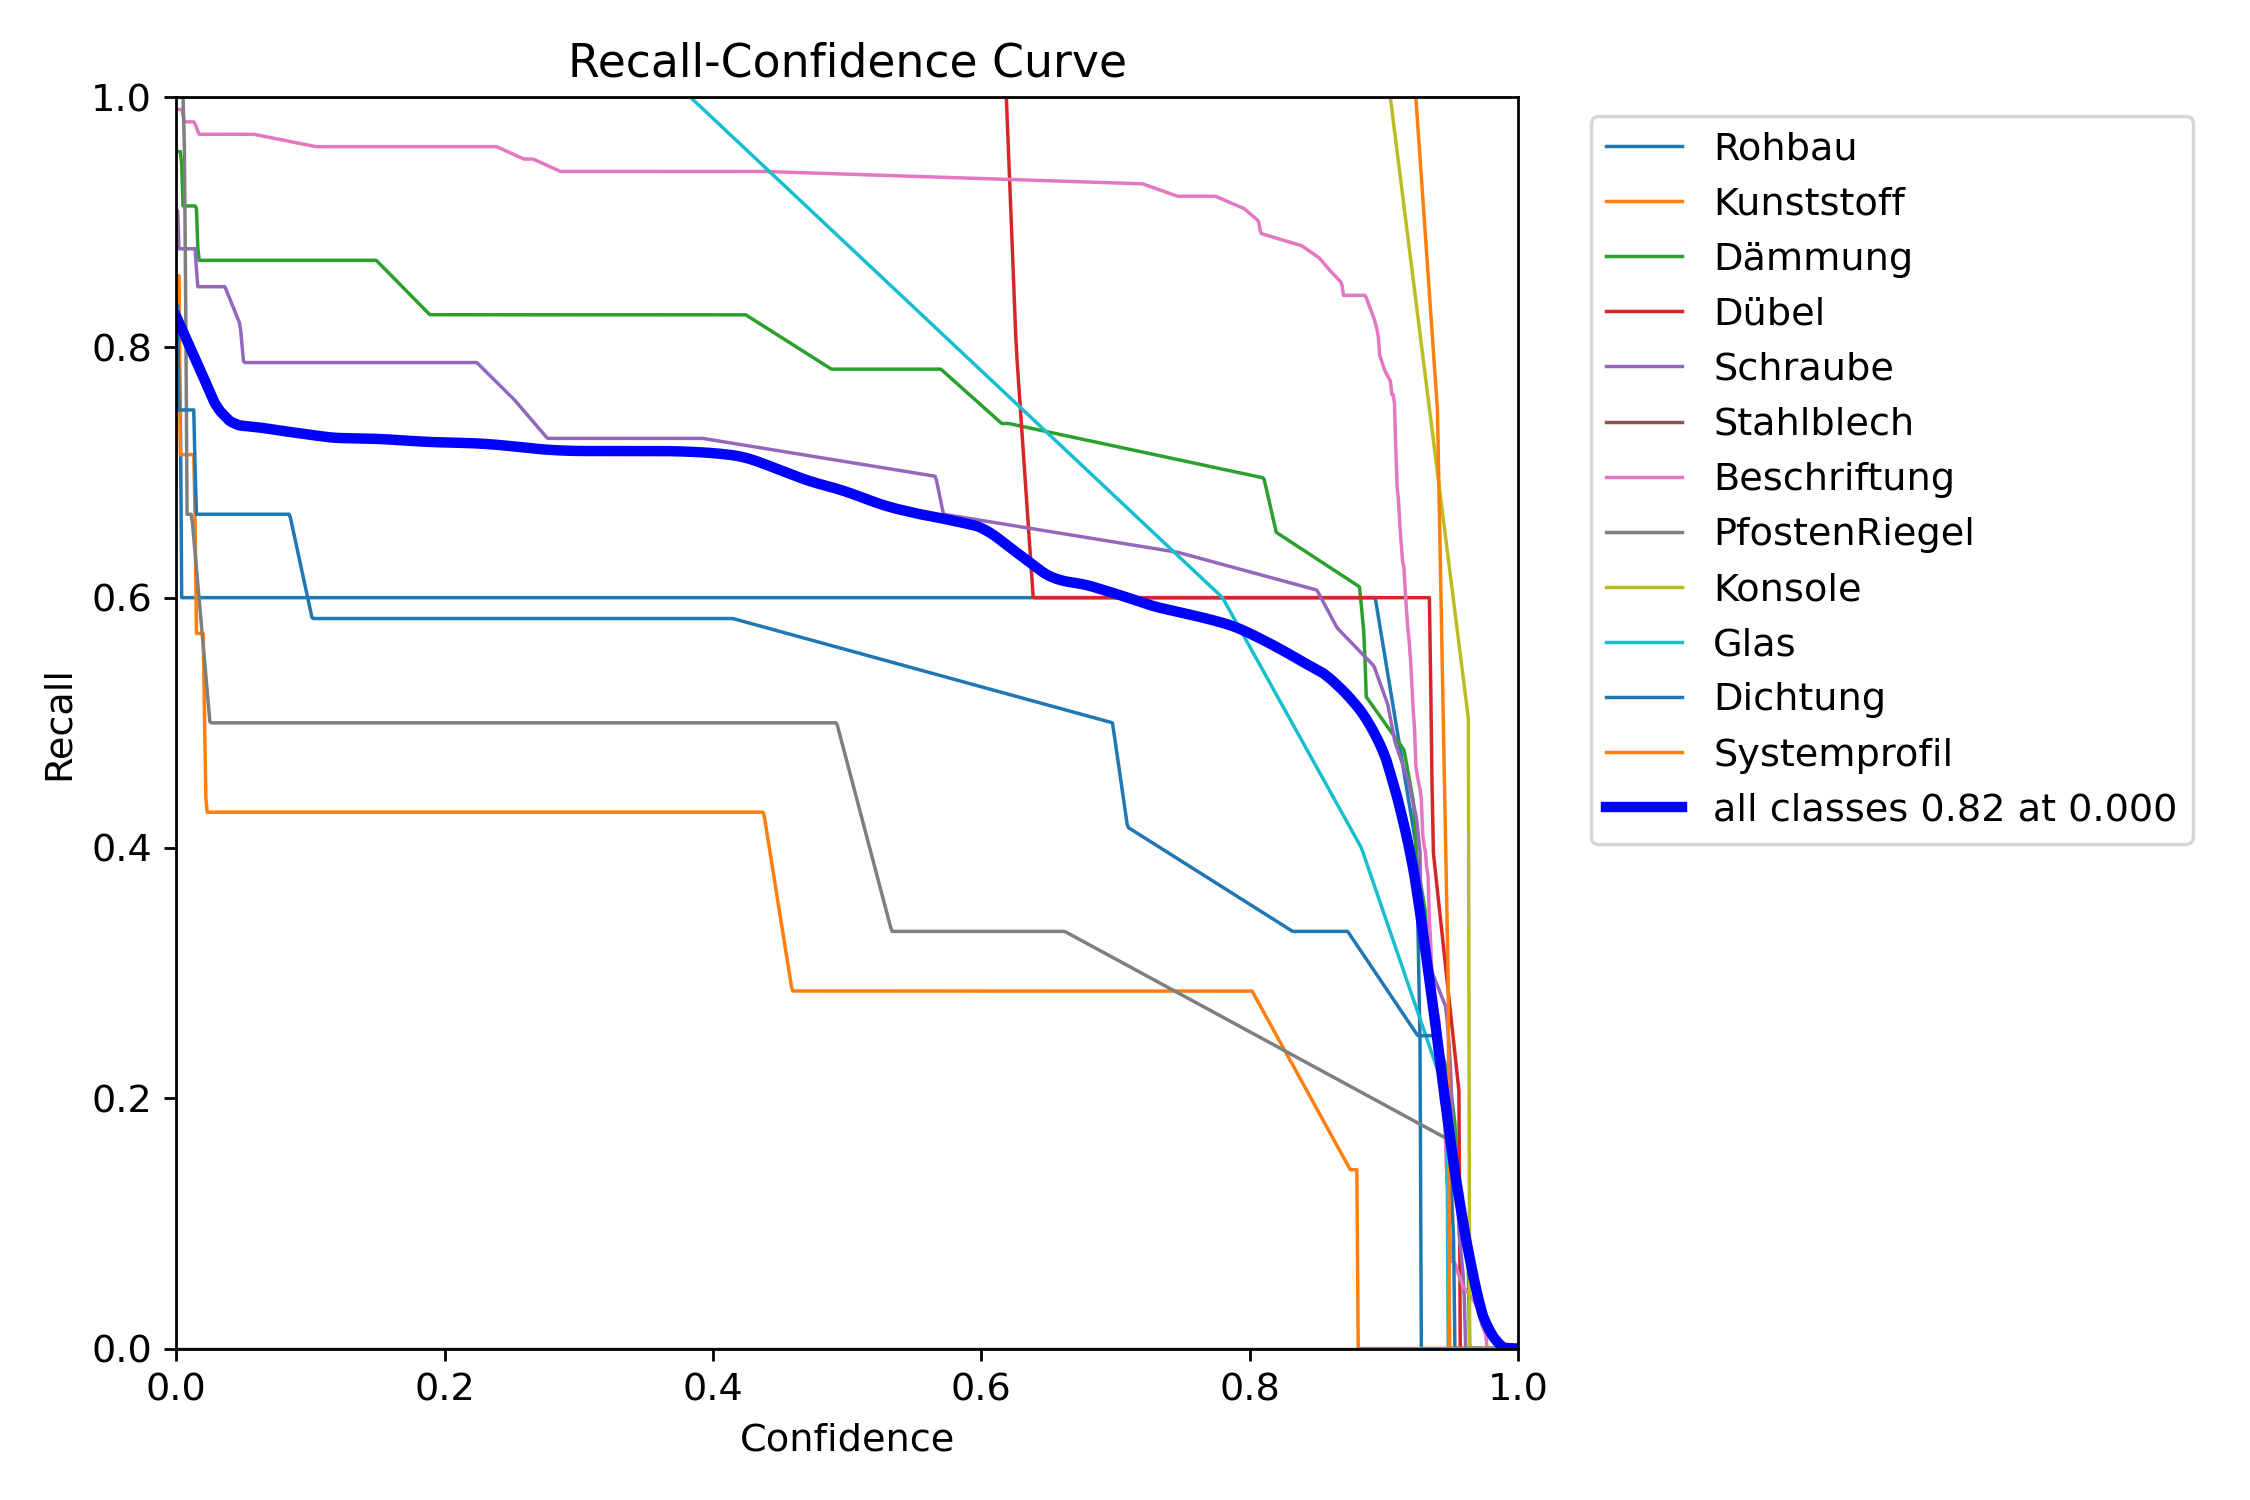 Recall-Confidence Curve
1.0
0.8
0.6
0.4
0.2
0.0
Recall
0.0 0.2 0.4 0.6 0.8 1.0
Confidence
Rohbau
Kunststoff
Dämmung
Dübel
Schraube
Stahlblech
Beschriftung
PfostenRiegel
Konsole
Glas
Dichtung
Systemprofil
all classes 0.82 at 0.000